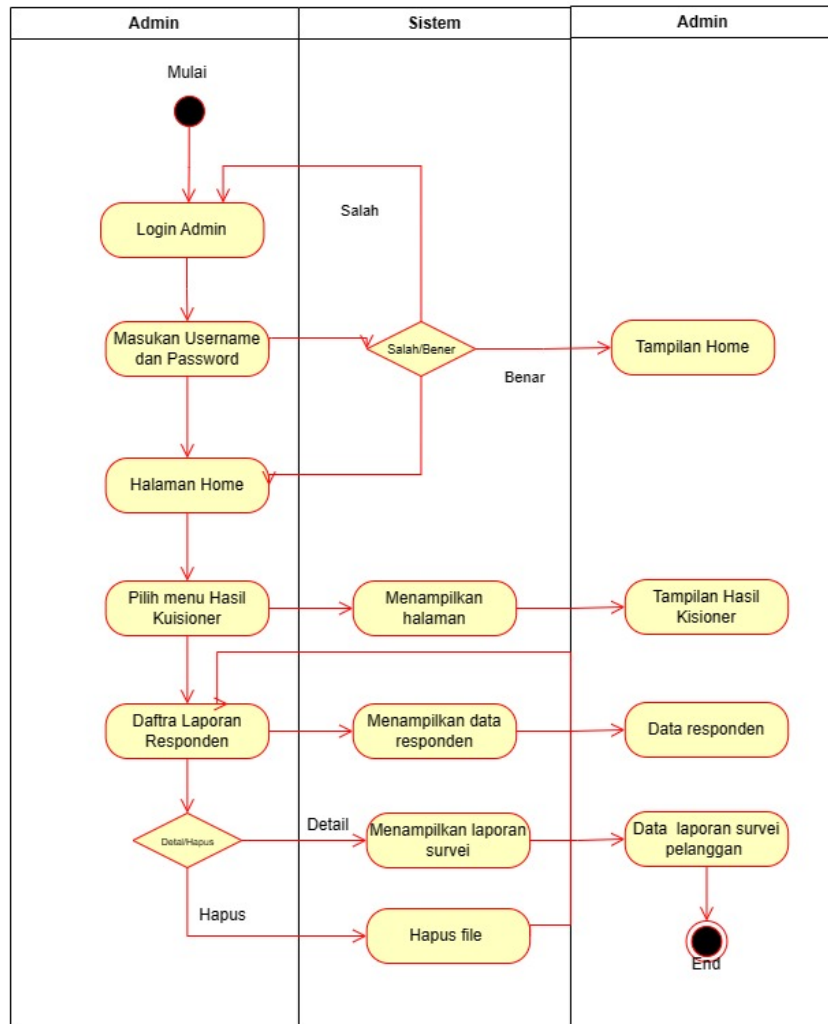 Admin
Sistem
Admin
Mulai
Login Admin
Salah
Masukan Username
dan Password
Salah/Bener
Benar
Tampilan Home
Halaman Home
Pilih menu Hasil
Kuisioner
Menampilkan
halaman
Tampilan Hasil
Kisioner
Daftra Laporan
Responden
Menampilkan data
responden
Data responden
Detal/Hapus
Detail
Menampilkan laporan
survei
Data laporan survei
pelanggan
Hapus
Hapus file
End